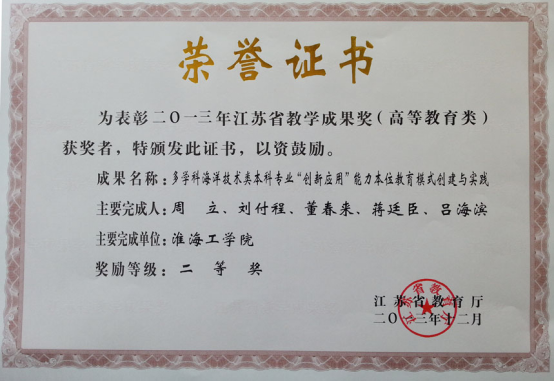 荣誉证书
为表彰二〇一三年江苏省教学成果奖（高等教育类）
获奖者，特颁发此证书，以资鼓励。
成果名称：多学科海洋技术类本科专业“创新应用”能力本位教育模式创建与实践
主要完成人：周 立、刘付程、董春来、蒋廷臣、吕海滨
主要完成单位：淮海工学院
奖励等级：二 等 奖
江苏省教育厅
二〇一三年十二月
江苏省教育厅